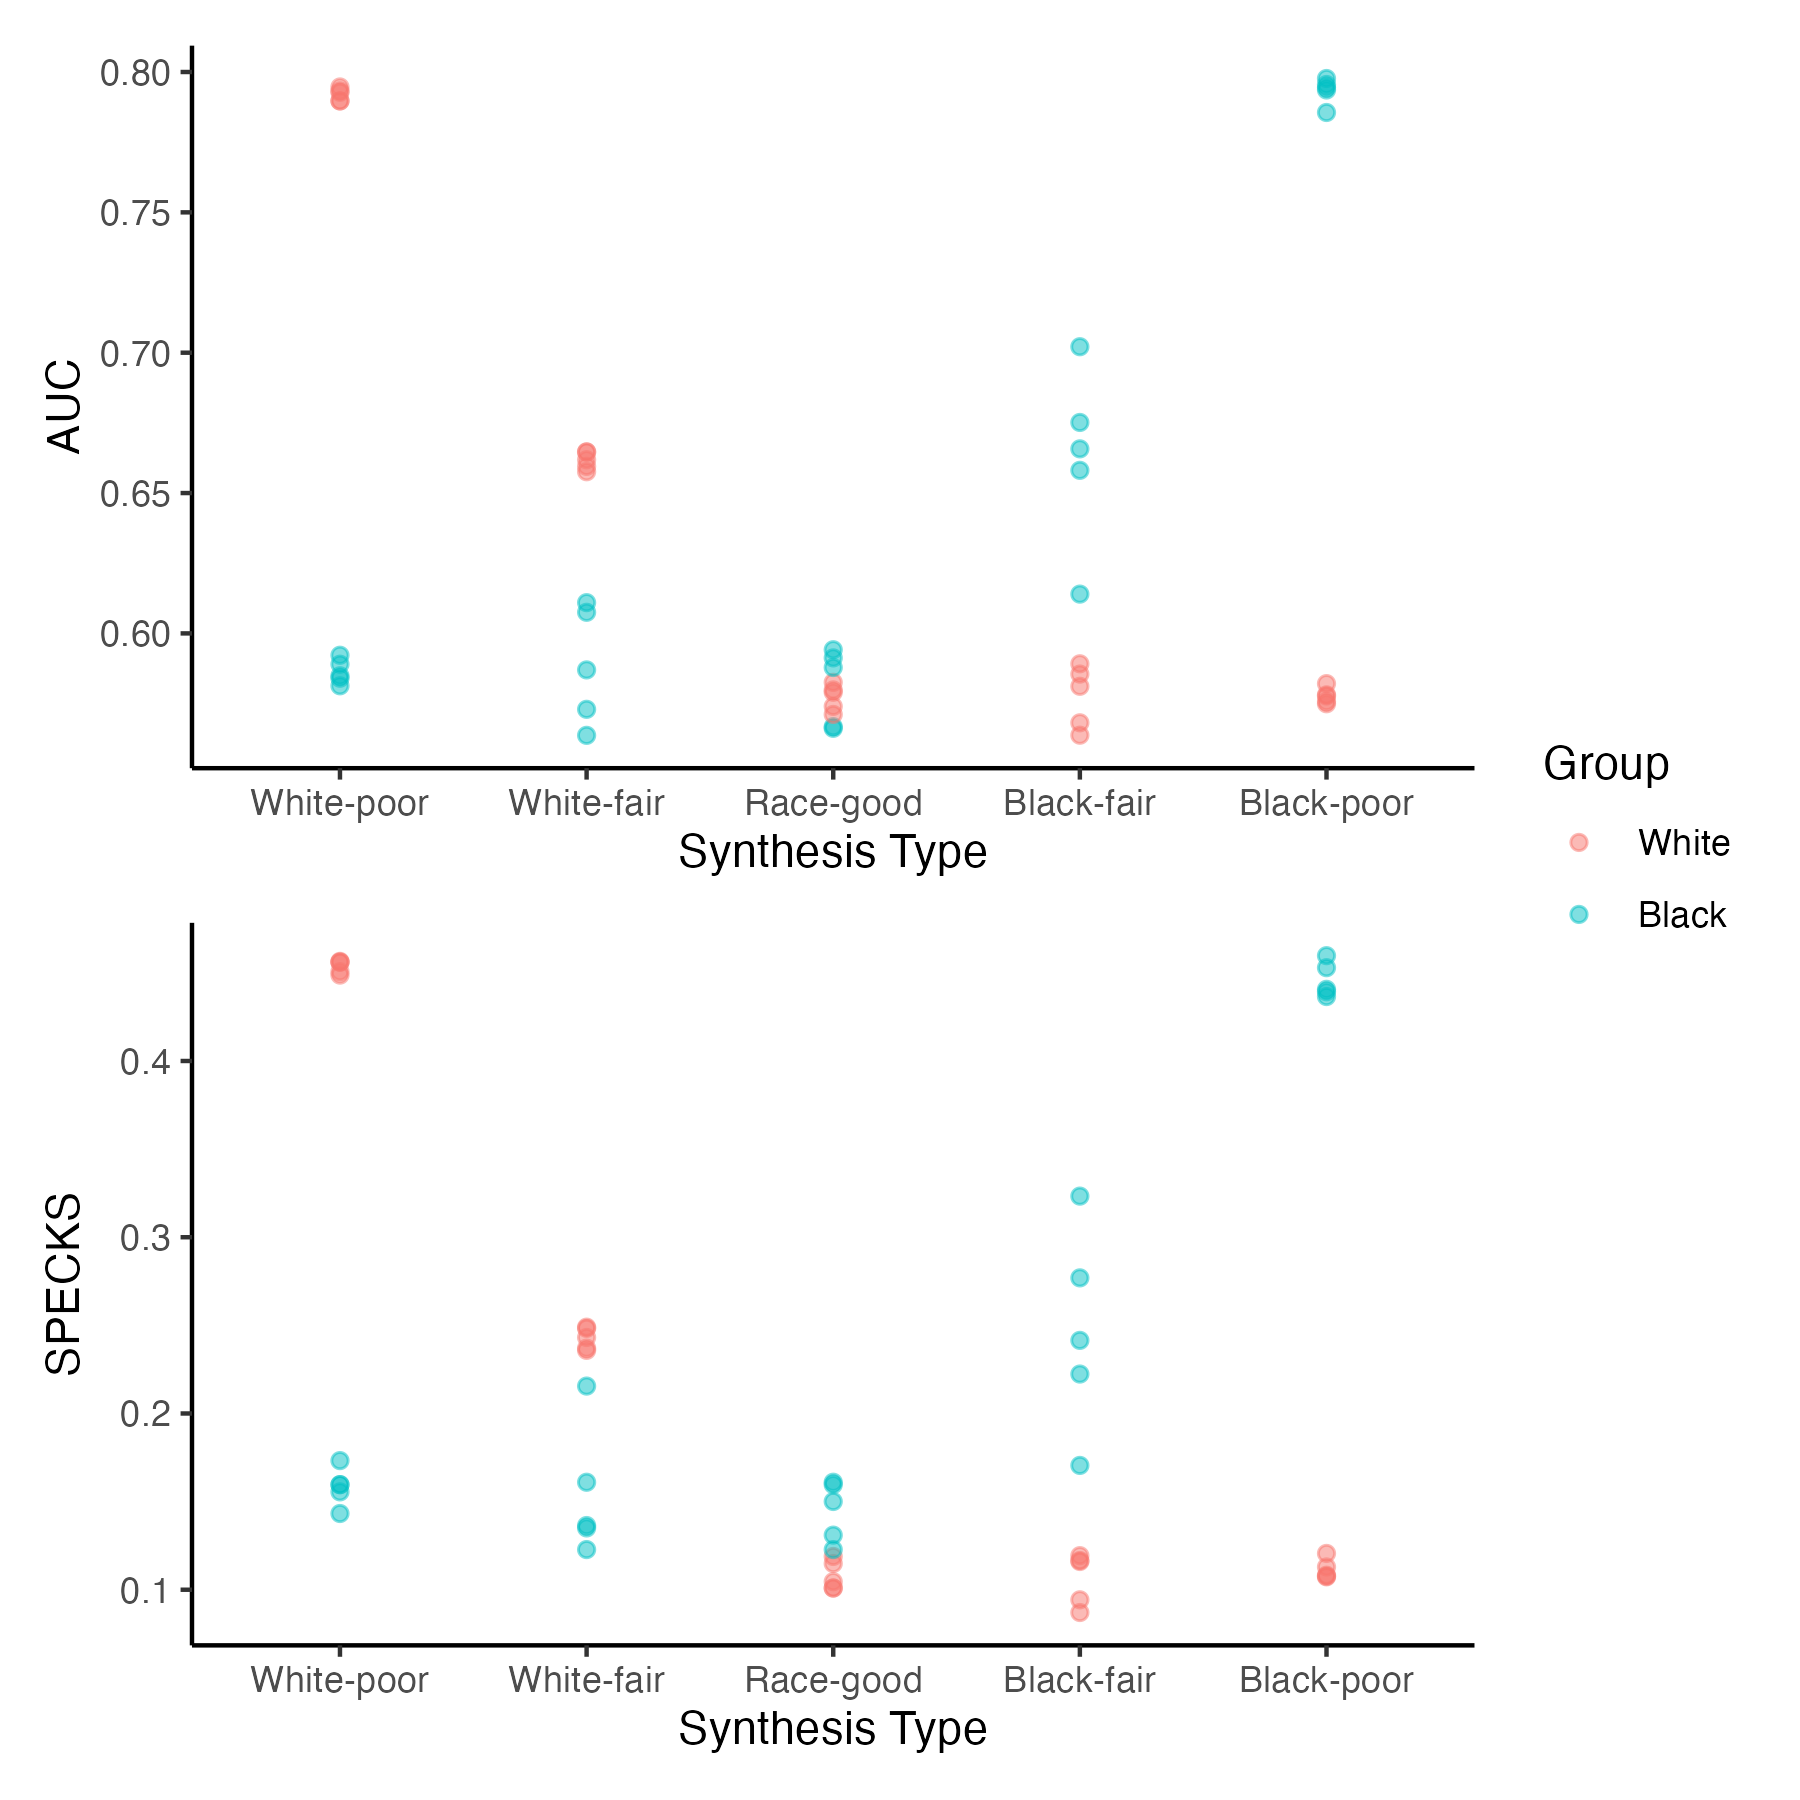 0.80
0.75
0.70
0.65
0.60
AUC
White-poor White-fair Race-good Black-fair Black-poor
Synthesis Type
Group
White
Black
0.4
0.3
0.2
0.1
SPECKS
White-poor White-fair Race-good Black-fair Black-poor
Synthesis Type